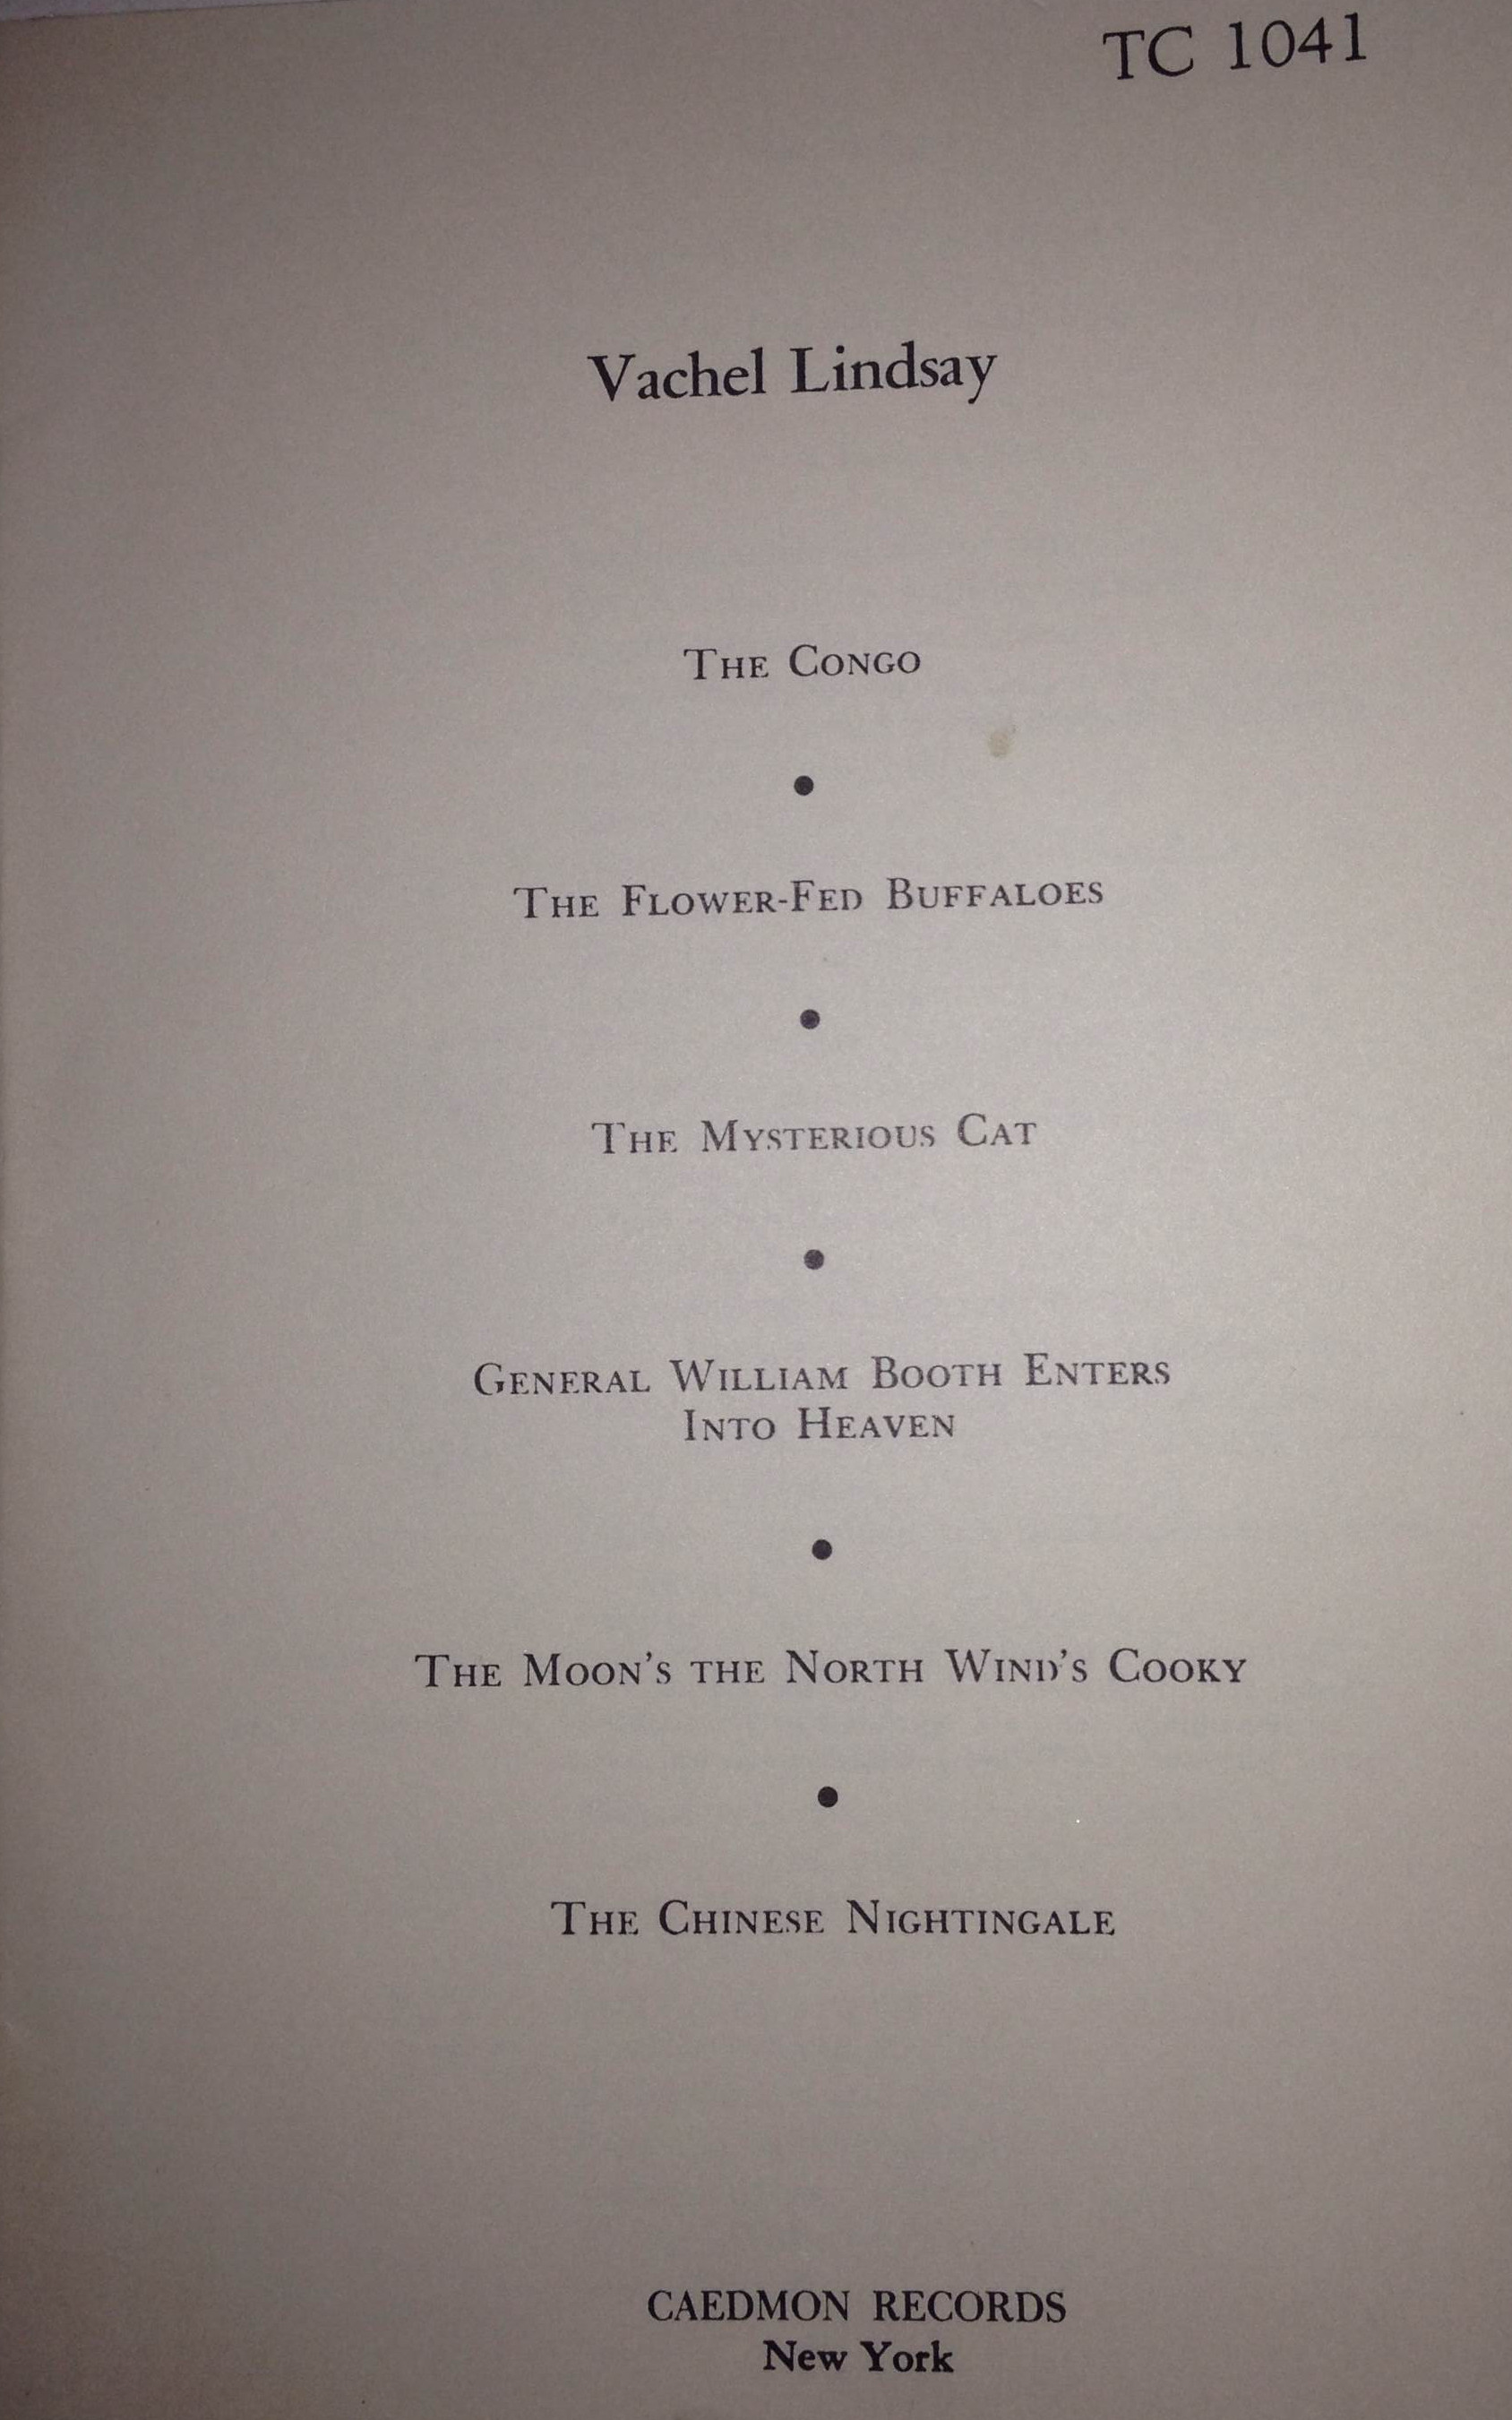 TC 1041
Vachel Lindsay
THE CONGO
•
THE FLOWER-FED BUFFALOES
•
THE MYSTERIOUS CAT
•
GENERAL WILLIAM BOOTH ENTERS
INTO HEAVEN
•
THE MOON'S THE NORTH WIND'S COOKY
•
THE CHINESE NIGHTINGALE
CAEDMON RECORDS
New York